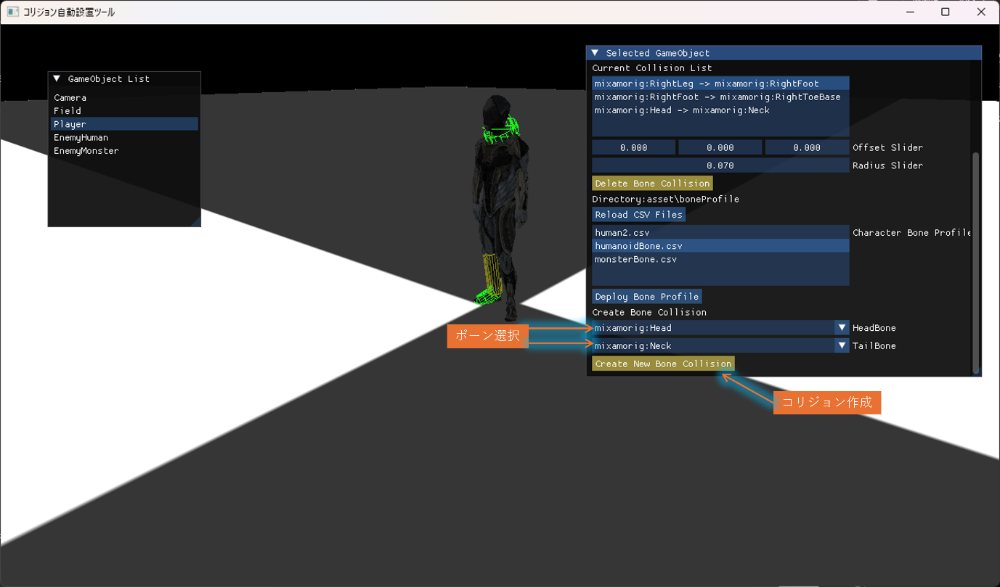 コリジョン自動設置ツール
GameObject List
Camera
Field
Player
EnemyHuman
EnemyMonster
Selected GameObject
Current Collision List
mixamorig:RightLeg -> mixamorig:RightFoot
mixamorig:RightFoot -> mixamorig:RightToeBase
mixamorig:Head -> mixamorig:Neck
0.000 0.000 0.000 Offset Slider
0.070 Radius Slider
Delete Bone Collision
Directory:asset\boneProfile
Reload CSV Files
human2.csv
humanoidBone.csv
monsterBone.csv
Character Bone Profile
Deploy Bone Profile
Create Bone Collision
mixamorig:Head HeadBone
mixamorig:Neck TailBone
Create New Bone Collision
ボーン選択
コリジョン作成